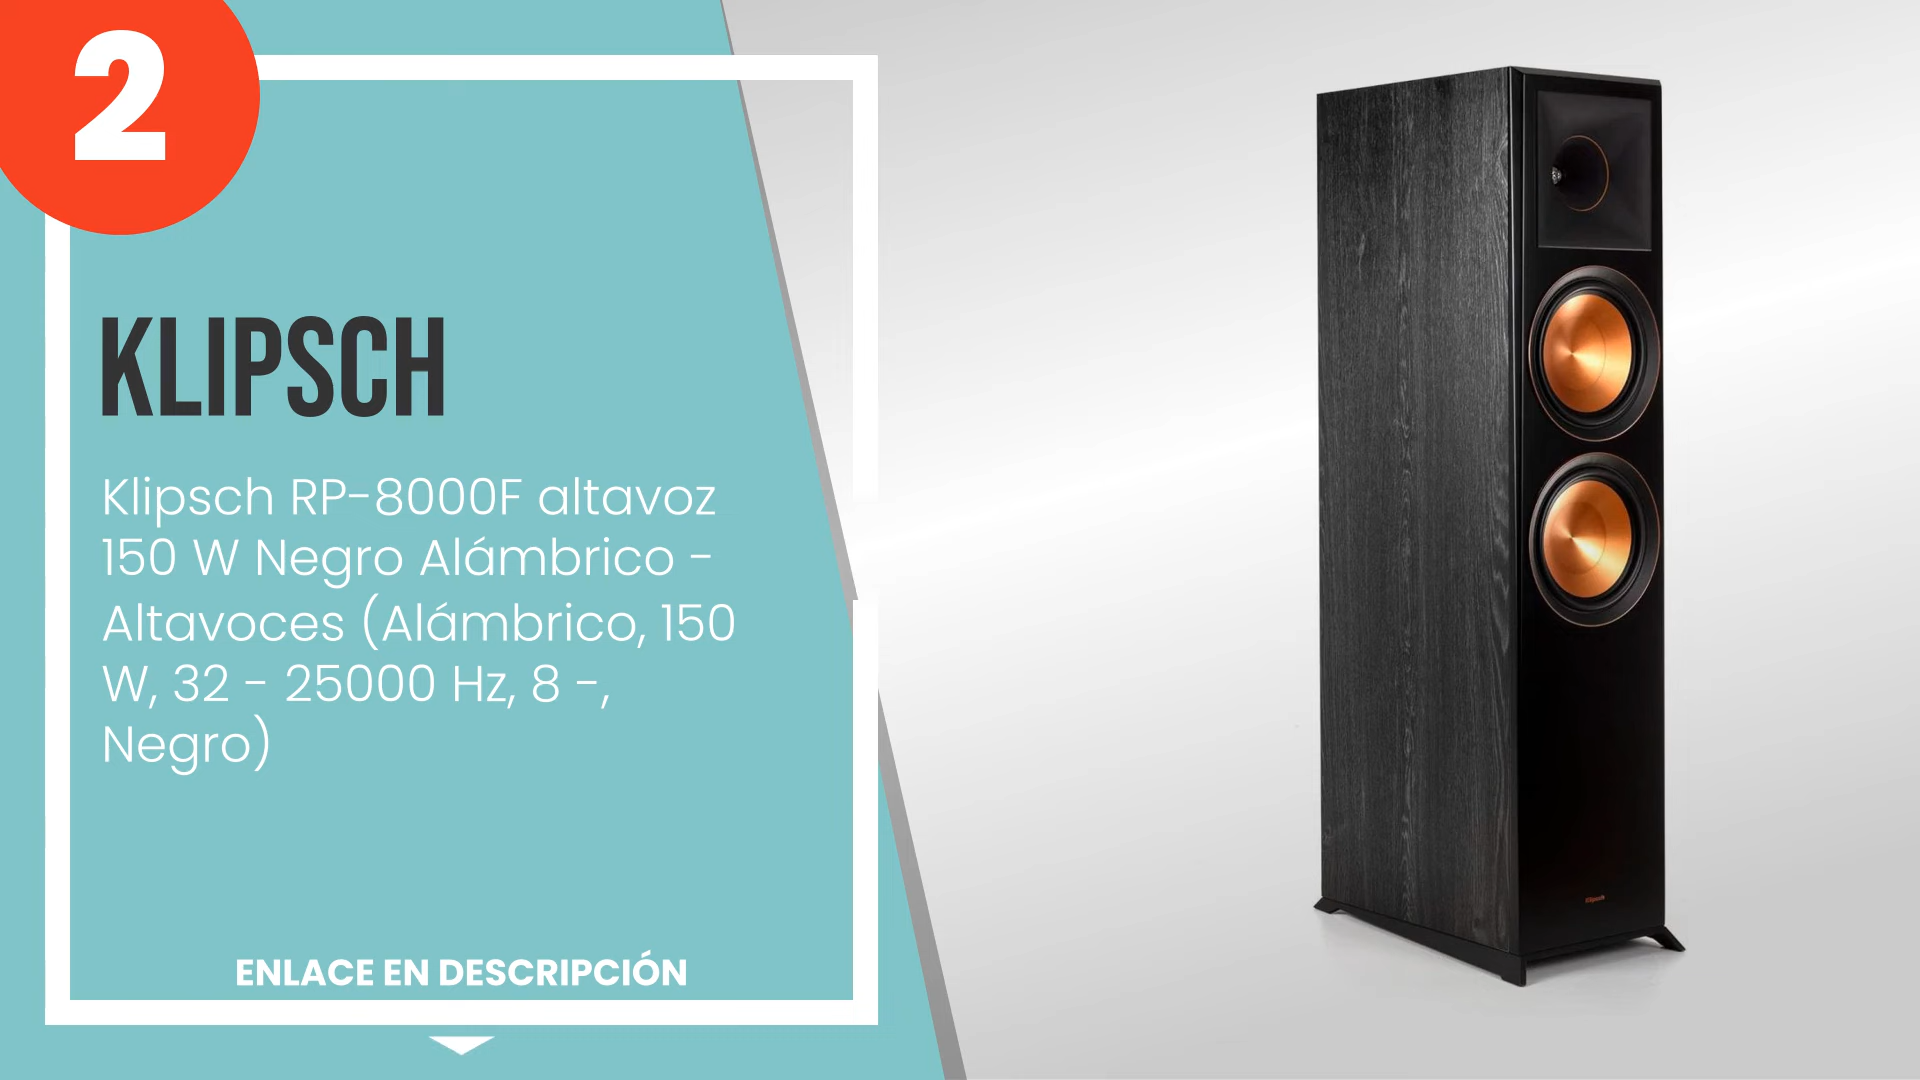 2
KLIPSCH
Klipsch RP-8000F altavoz
150 W Negro Alámbrico -
Altavoces (Alámbrico, 150
W, 32 - 25000 Hz, 8 -,
Negro)
ENLACE EN DESCRIPCIÓN
Klipsch